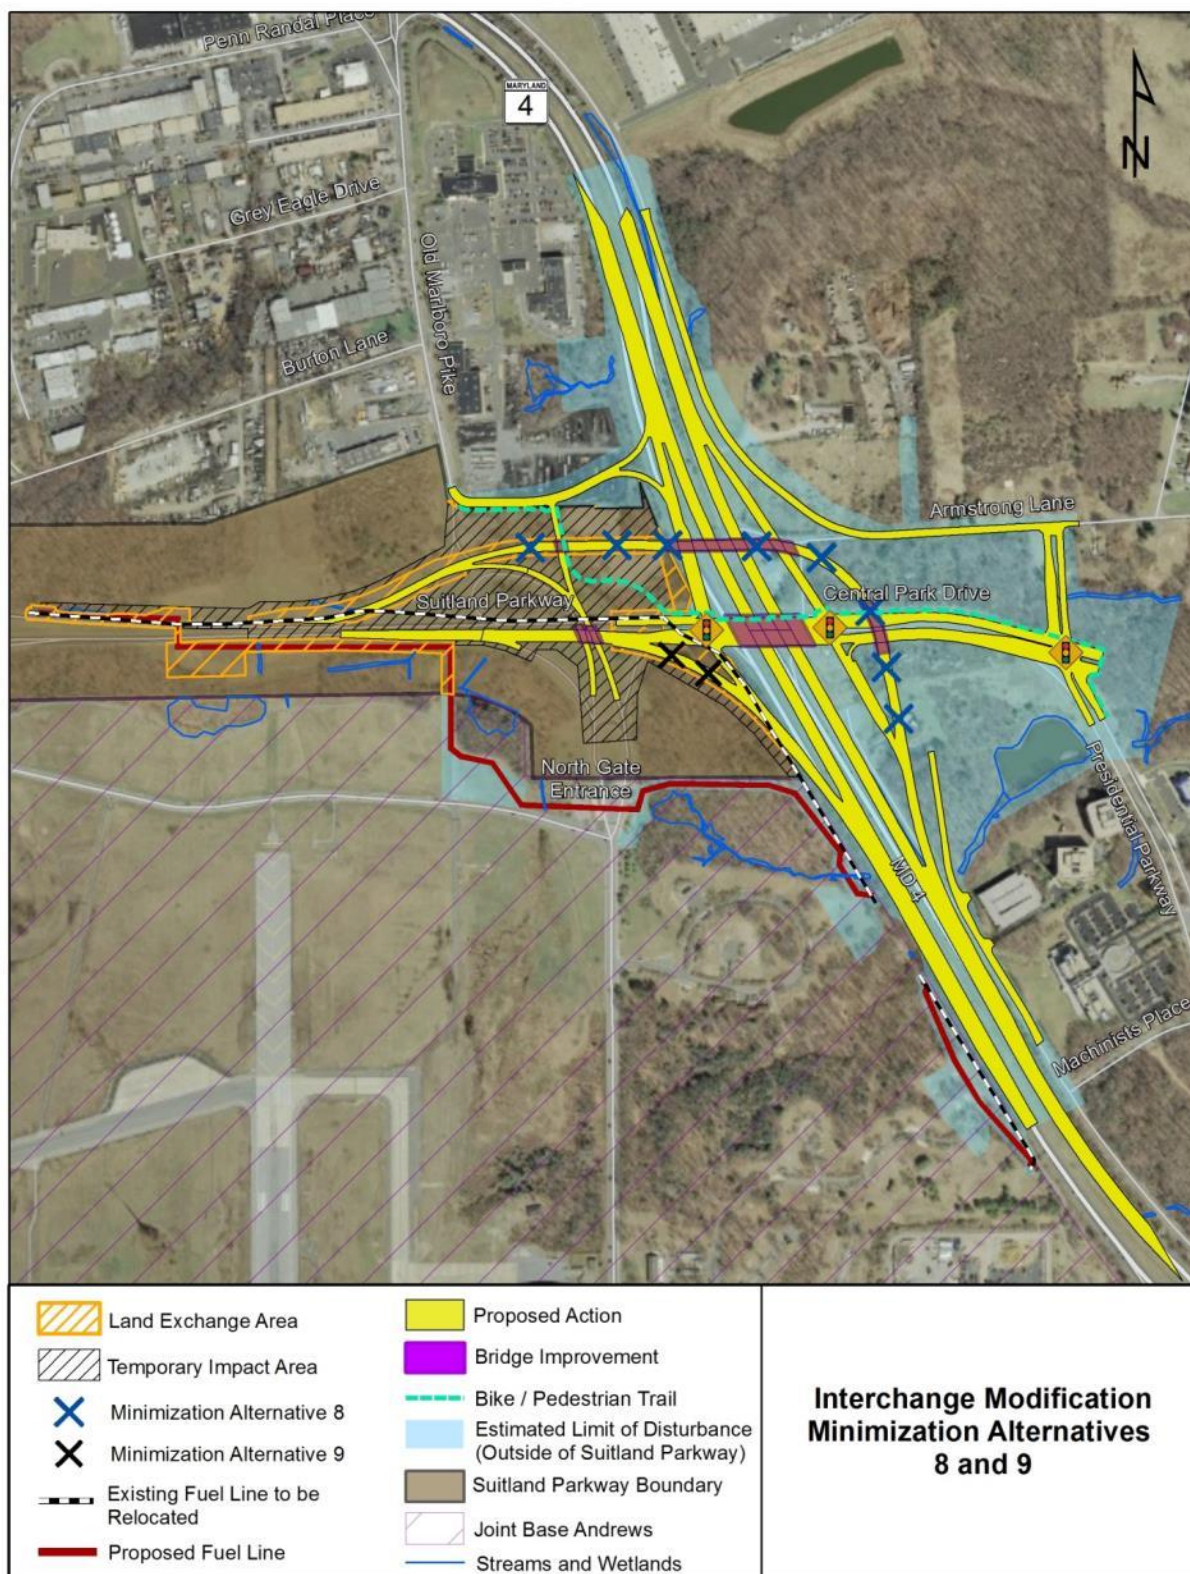 Penn Randal Place
MARYLAND
4
N
Grey Eagle Drive
Old Marlboro Pike
Burton Lane
Armstrong Lane
Suitland Parkway
Central Park Drive
North Gate
Entrance
Presidential Parkway
MD 4
Machinists Place
Land Exchange Area
Temporary Impact Area
Minimization Alternative 8
Minimization Alternative 9
Existing Fuel Line to be
Relocated
Proposed Fuel Line
Proposed Action
Bridge Improvement
Bike / Pedestrian Trail
Estimated Limit of Disturbance
(Outside of Suitland Parkway)
Suitland Parkway Boundary
Joint Base Andrews
Streams and Wetlands
Interchange Modification
Minimization Alternatives
8 and 9